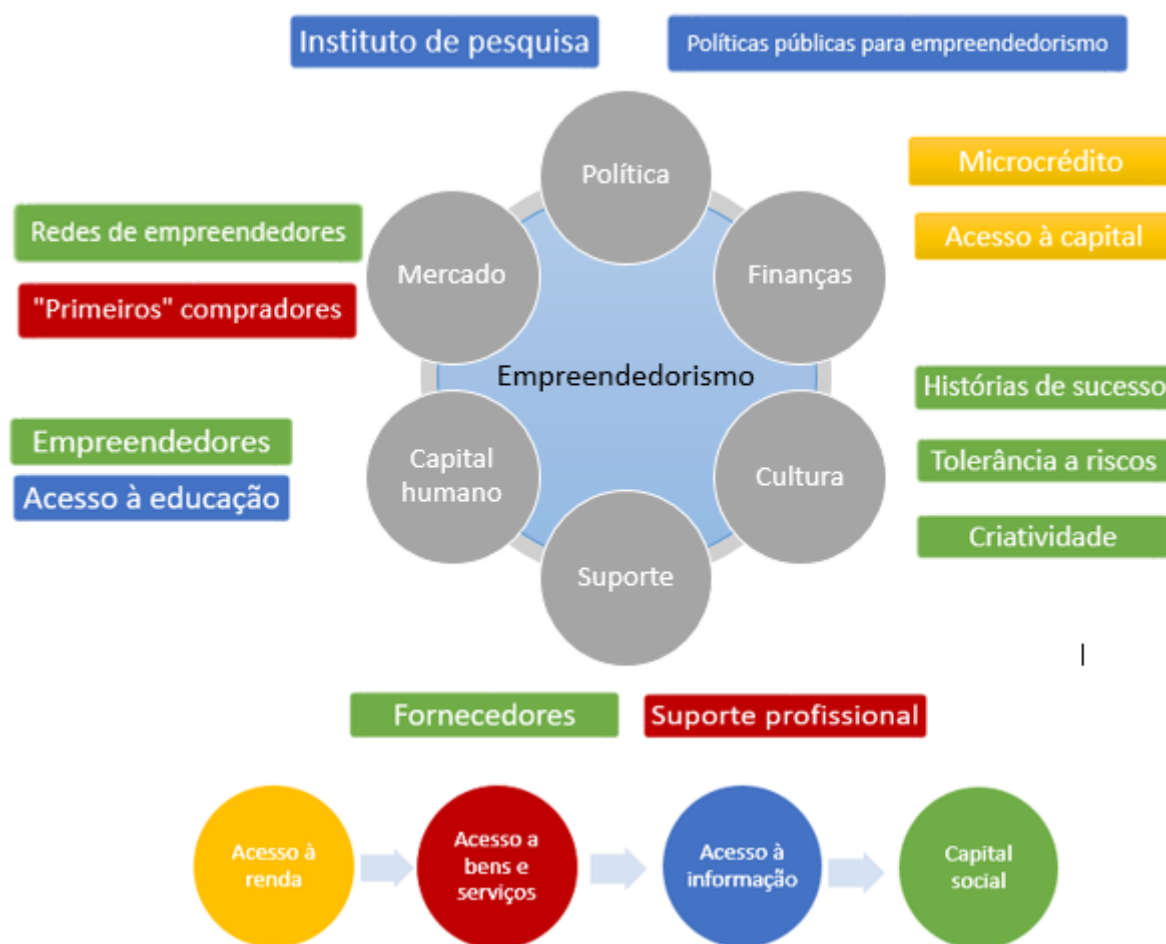 Instituto de pesquisa
Políticas públicas para empreendedorismo
Política
Microcrédito
Acesso à capital
Redes de empreendedores
"Primeiros" compradores
Mercado
Finanças
Empreendedorismo
Histórias de sucesso
Tolerância a riscos
Criatividade
Empreendedores
Acesso à educação
Capital
humano
Cultura
Suporte
Fornecedores
Suporte profissional
Acesso à
renda
Acesso a
bens e
serviços
Acesso à
informação
Capital
social